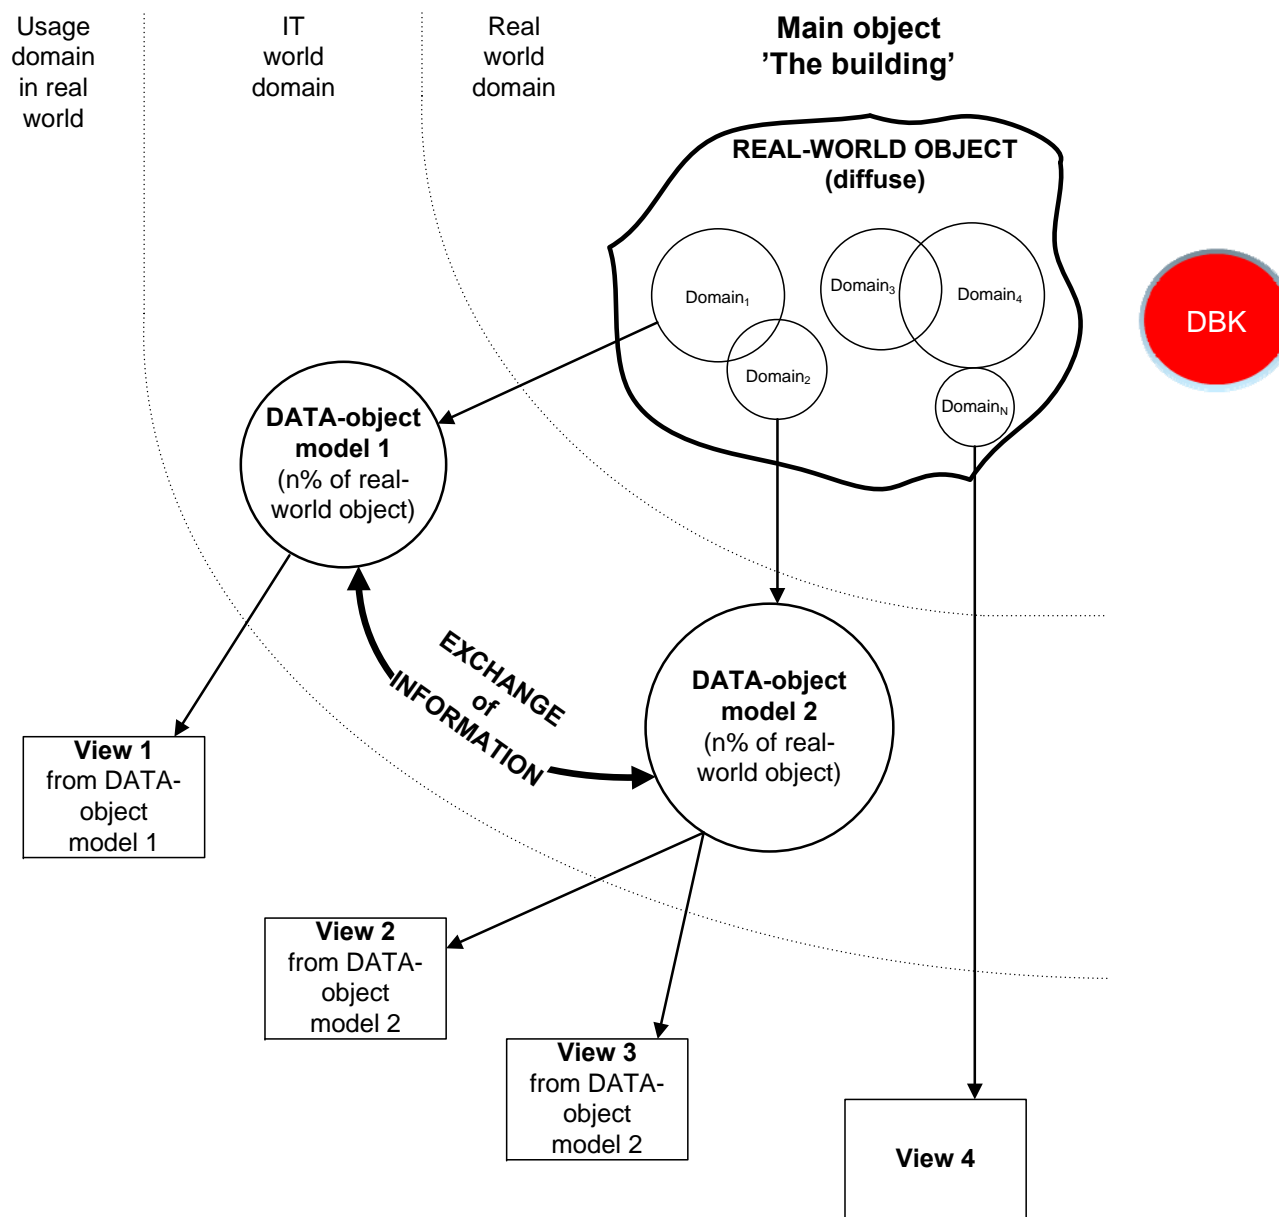 Usage
domain
in real
world
IT
world
domain
Real
world
domain
Main object
’The building’
REAL-WORLD OBJECT
(diffuse)
Domain₁
Domain₂
Domain₃
Domain₄
Domain_N
DBK
DATA-object
model 1
(n% of real-
world object)
EXCHANGE
of
INFORMATION
DATA-object
model 2
(n% of real-
world object)
View 1
from DATA-
object
model 1
View 2
from DATA-
object
model 2
View 3
from DATA-
object
model 2
View 4